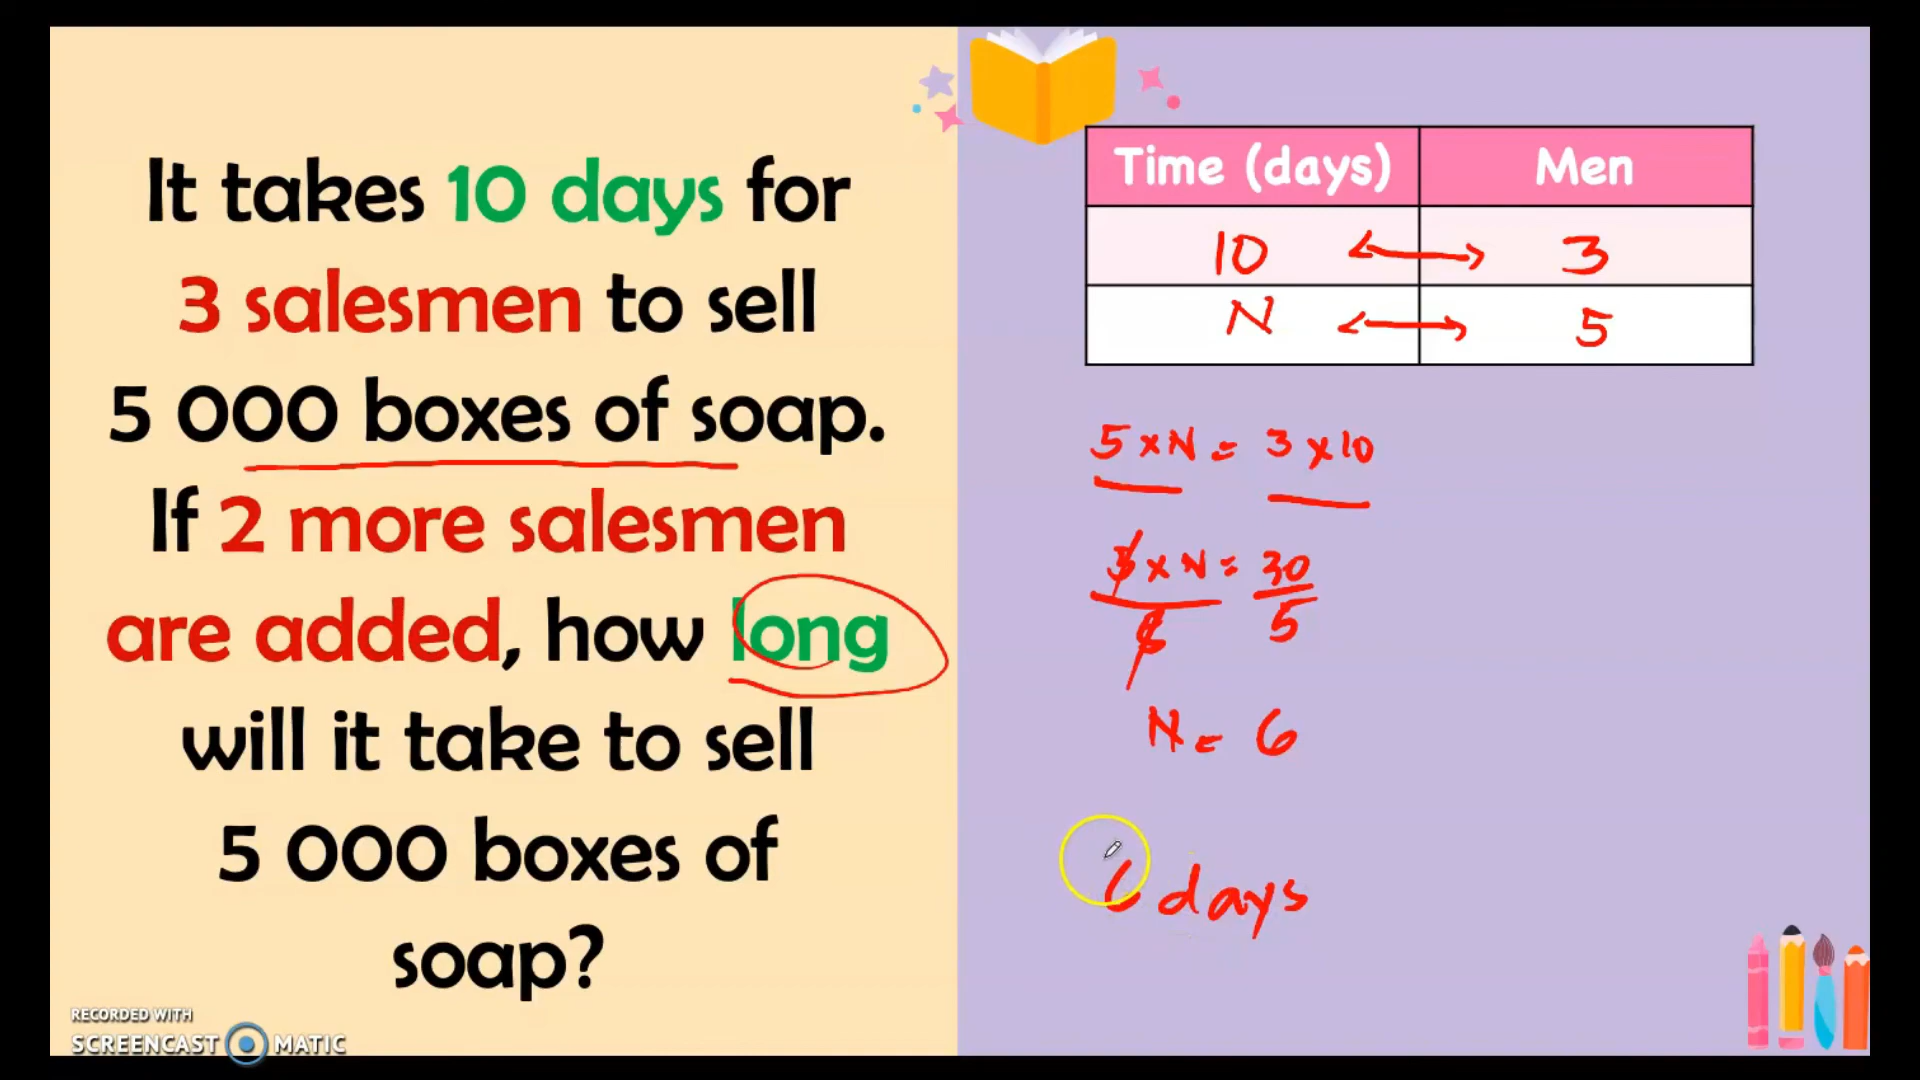 It takes 10 days for
3 salesmen to sell
5 000 boxes of soap.
If 2 more salesmen
are added, how long
will it take to sell
5 000 boxes of
soap?
RECORDED WITH
SCREENCAST MATIC
Time (days) Men
10 3
N 5
5 x N = 3 x 10
5 x N = 30
5 5
N = 6
6 days